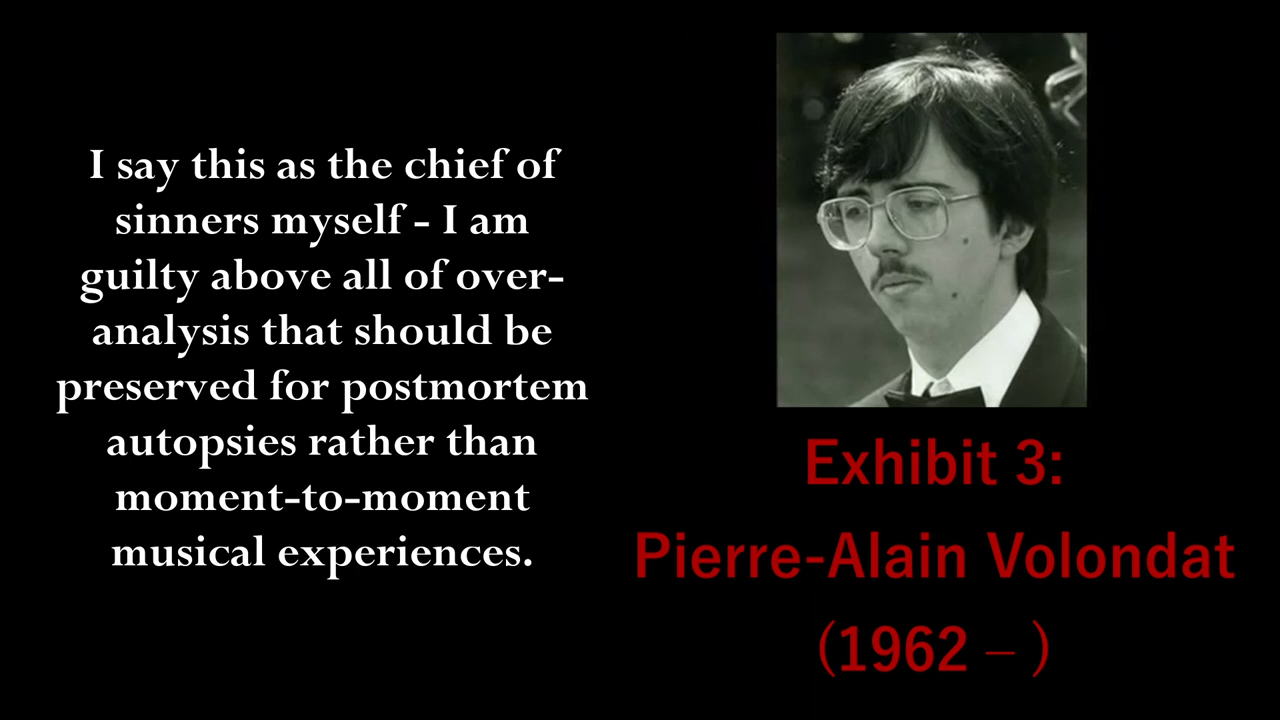 I say this as the chief of
sinners myself - I am
guilty above all of over-
analysis that should be
preserved for postmortem
autopsies rather than
moment-to-moment
musical experiences.
Exhibit 3:
Pierre-Alain Volondat
(1962 – )